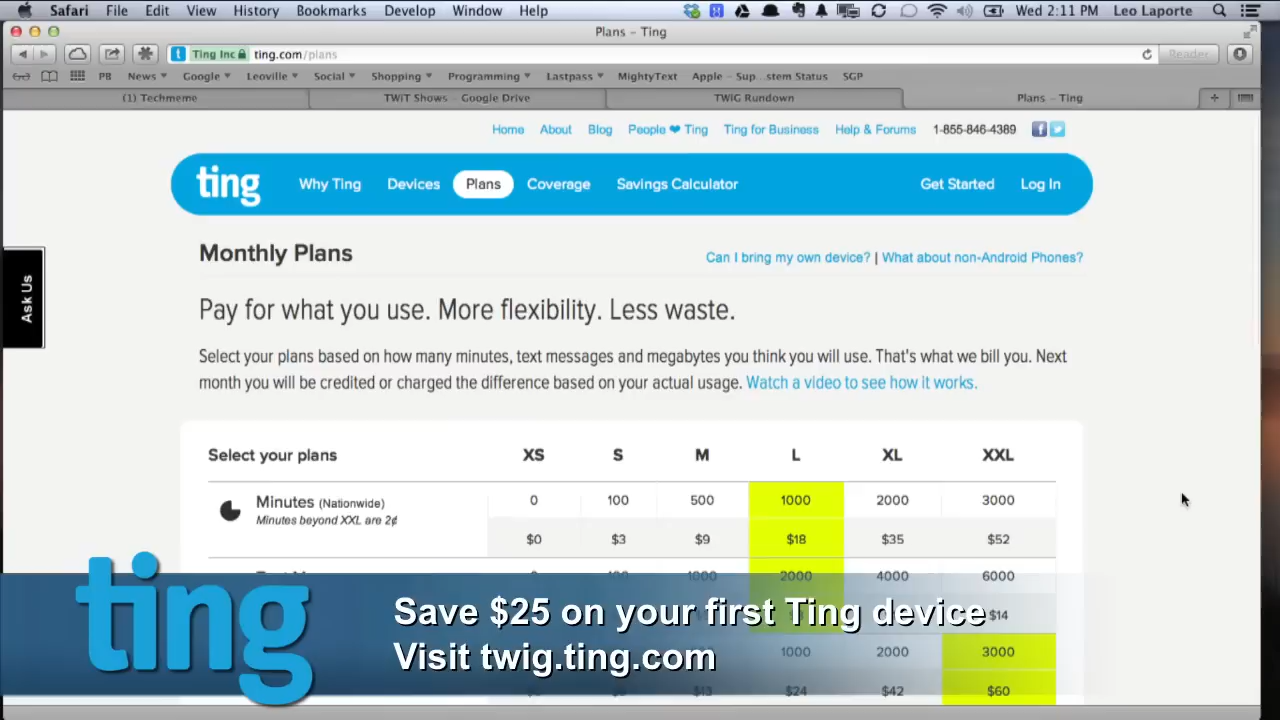 Safari File Edit View History Bookmarks Develop Window Help Wed 2:11 PM Leo Laporte
Plans – Ting
Ting Inc ting.com/plans Reader
PB News Google Leoville Social Shopping Programming Lastpass MightyText Apple – Sup...stem Status SGP
(1) Techmeme TWiT Shows – Google Drive TWiG Rundown Plans – Ting
Home About Blog People ❤ Ting Ting for Business Help & Forums 1-855-846-4389
ting Why Ting Devices Plans Coverage Savings Calculator Get Started Log In
Monthly Plans
Can I bring my own device? | What about non-Android Phones?
Ask Us
Pay for what you use. More flexibility. Less waste.
Select your plans based on how many minutes, text messages and megabytes you think you will use. That's what we bill you. Next
month you will be credited or charged the difference based on your actual usage. Watch a video to see how it works.
Select your plans XS S M L XL XXL
Minutes (Nationwide) 0 100 500 1000 2000 3000
Minutes beyond XXL are 2¢
$0 $3 $9 $18 $35 $52
1000 2000 4000 6000
$14
1000 2000 3000
$13 $24 $42 $60
ting
Save $25 on your first Ting device
Visit twig.ting.com